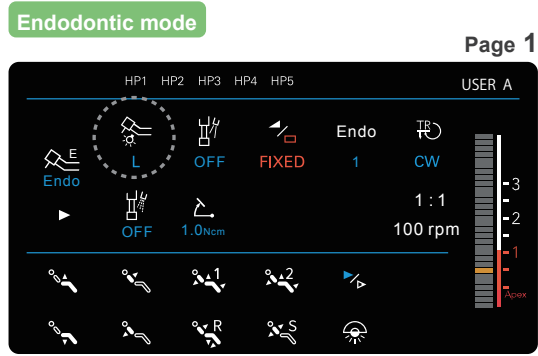 Endodontic mode
Page 1
HP1 HP2 HP3 HP4 HP5 USER A
E
Endo
L
OFF
FIXED
Endo
1
TR
CW
OFF
1.0Ncm
1 : 1
100 rpm
3
2
1
Apex
1
2
R
S